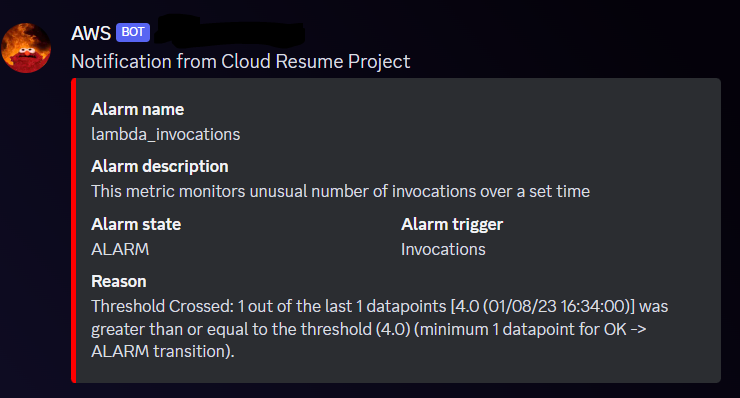 AWS BOT
Notification from Cloud Resume Project
Alarm name
lambda_invocations
Alarm description
This metric monitors unusual number of invocations over a set time
Alarm state
ALARM
Alarm trigger
Invocations
Reason
Threshold Crossed: 1 out of the last 1 datapoints [4.0 (01/08/23 16:34:00)] was
greater than or equal to the threshold (4.0) (minimum 1 datapoint for OK ->
ALARM transition).